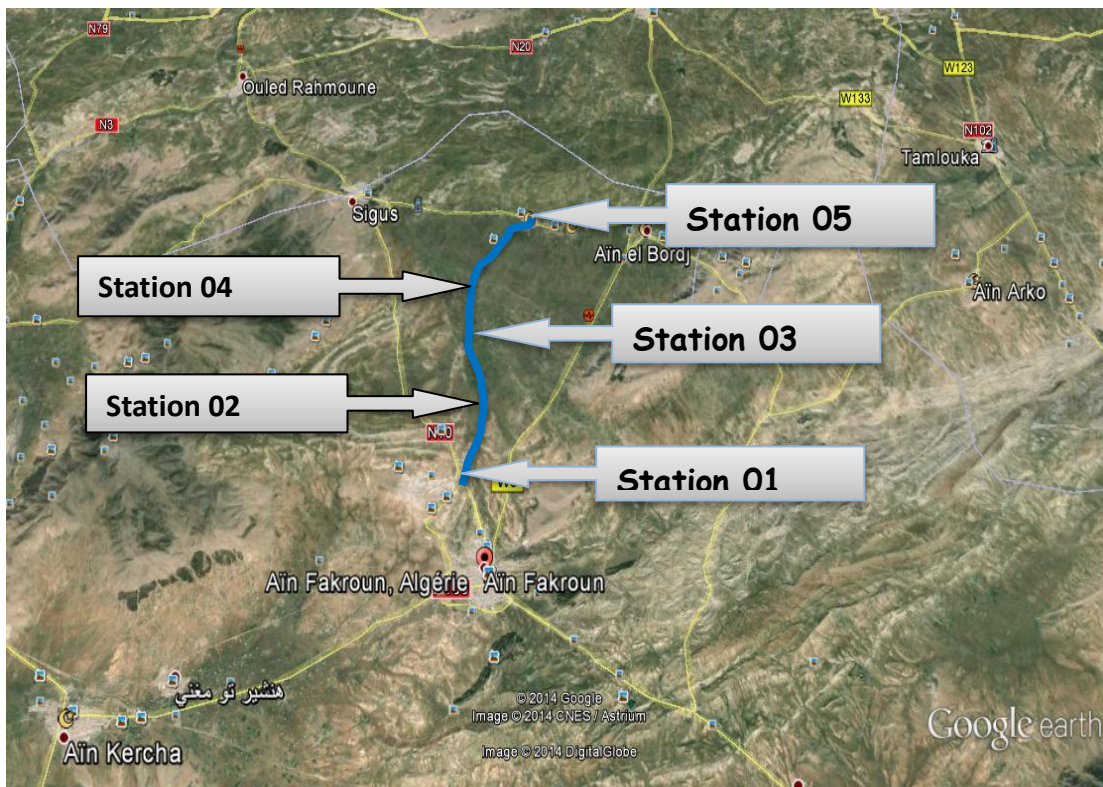 N79
N20
Ouled Rahmoune
W123
W133
N3
N102
Tamlouka
Sigus
Station 05
Aïn el Bordj
Station 04
Aïn Arko
Station 03
Station 02
Station 01
Aïn Fakroun, Algérie
Aïn Fakroun
هنشير تو مغني
© 2014 Google
Image © 2014 CNES / Astrium
Image © 2014 DigitalGlobe
Google earth
Aïn Kercha